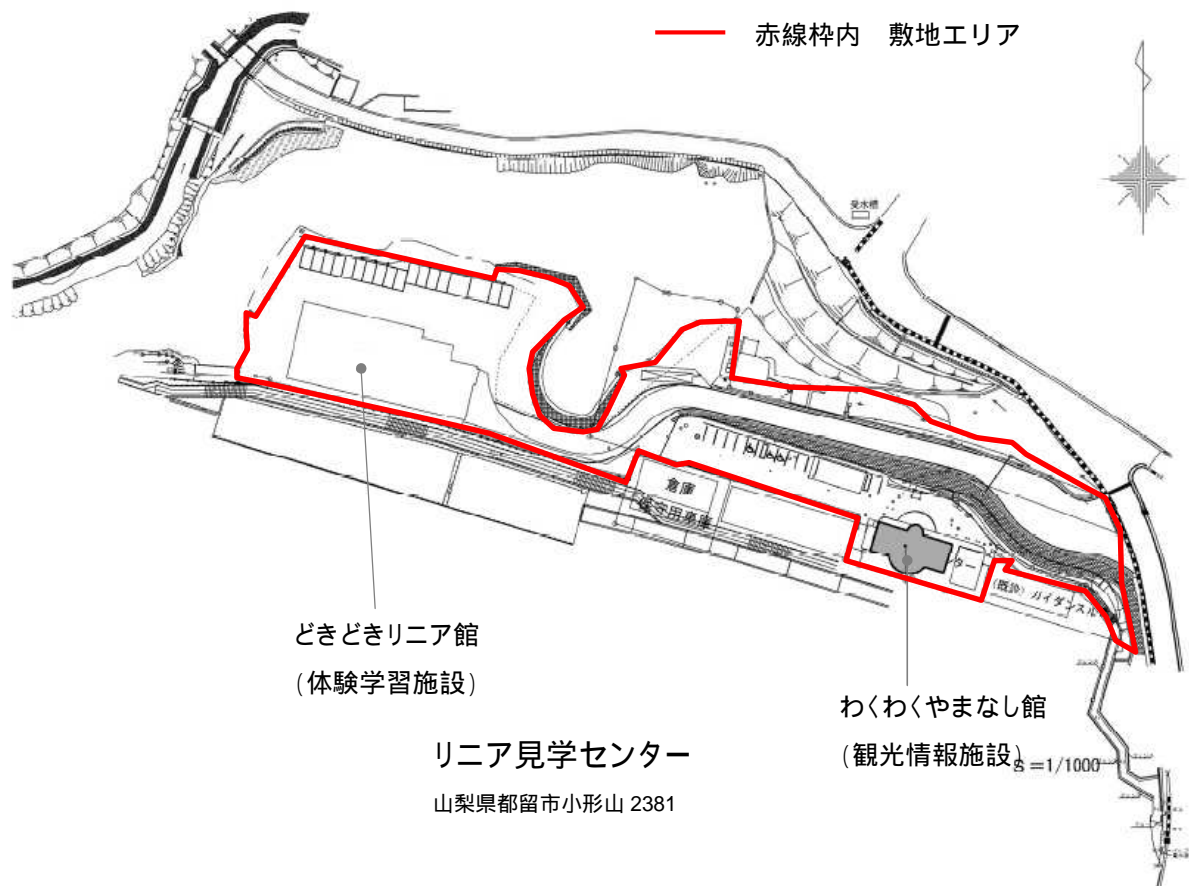 赤線枠内　敷地エリア
受水槽
倉庫
保守用車庫
ター
(既設) ガイダンスル
どきどきリニア館
(体験学習施設)
わくわくやまなし館
(観光情報施設)
S=1/1000
リニア見学センター
山梨県都留市小形山 2381